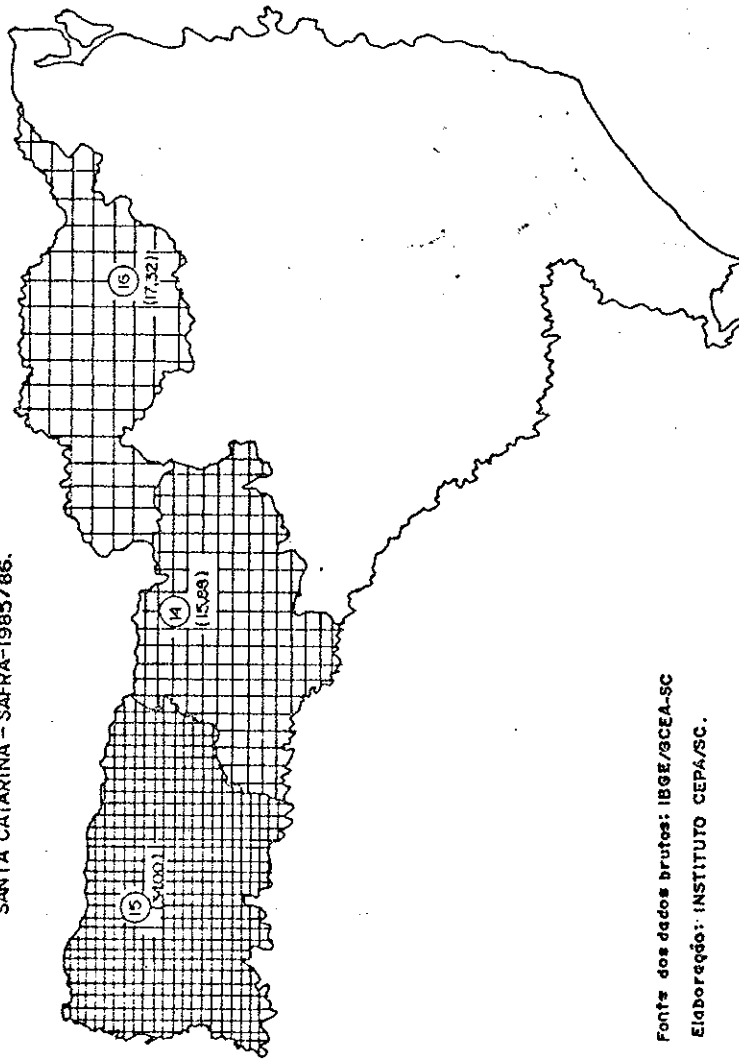 SANTA CATARINA - SAFRA-1985/86.
15
14
(15,88)
16
(17,32)
Fonte dos dados brutos: IBGE/GCEA-SC
Elaboração: INSTITUTO CEPA/SC.